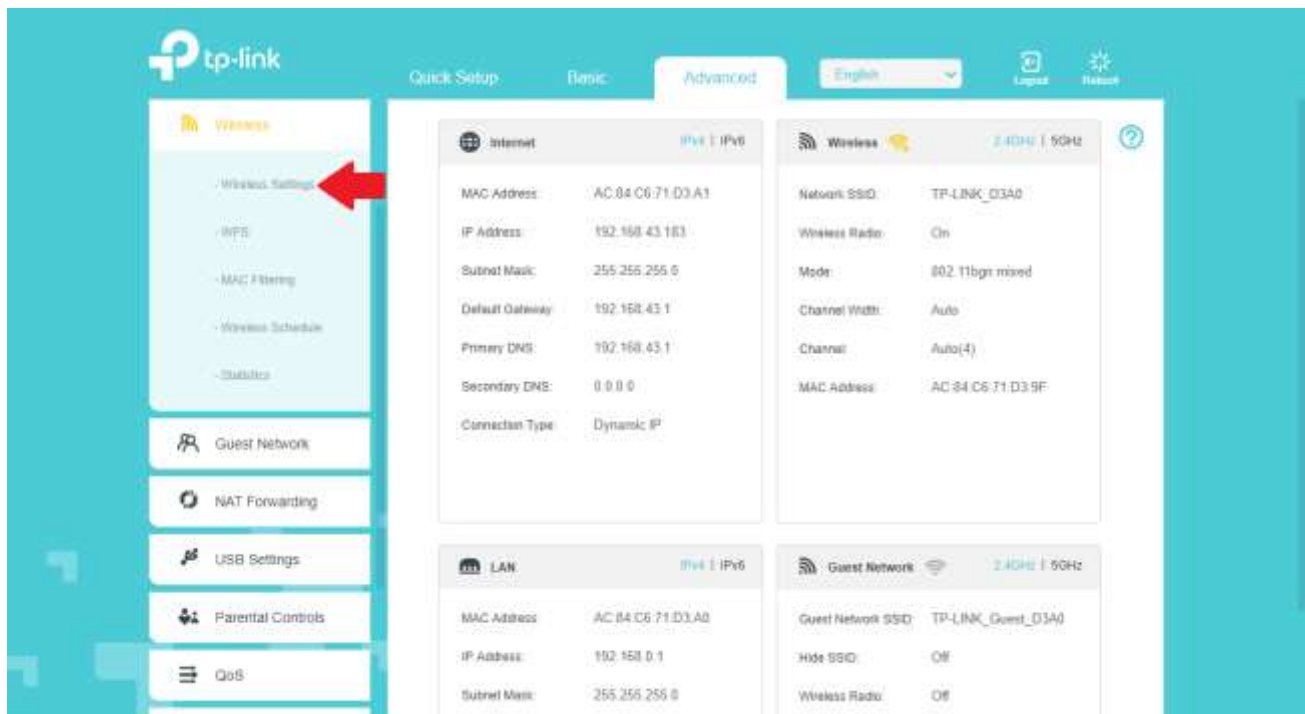 tp-link
Quick Setup Basic Advanced English Logout Reboot
Wireless
- Wireless Settings
- WPS
- MAC Filtering
- Wireless Schedule
- Statistics
Guest Network
NAT Forwarding
USB Settings
Parental Controls
QoS
Internet IPv4 | IPv6
MAC Address: AC:84:C6:71:D3:A1
IP Address: 192.168.43.183
Subnet Mask: 255.255.255.0
Default Gateway: 192.168.43.1
Primary DNS: 192.168.43.1
Secondary DNS: 0.0.0.0
Connection Type: Dynamic IP
Wireless 2.4GHz | 5GHz
Network SSID: TP-LINK_D3A0
Wireless Radio: On
Mode: 802.11bgn mixed
Channel Width: Auto
Channel: Auto(4)
MAC Address: AC:84:C6:71:D3:9F
LAN IPv4 | IPv6
MAC Address: AC:84:C6:71:D3:A0
IP Address: 192.168.0.1
Subnet Mask: 255.255.255.0
Guest Network 2.4GHz | 5GHz
Guest Network SSID: TP-LINK_Guest_D3A0
Hide SSID: Off
Wireless Radio: Off